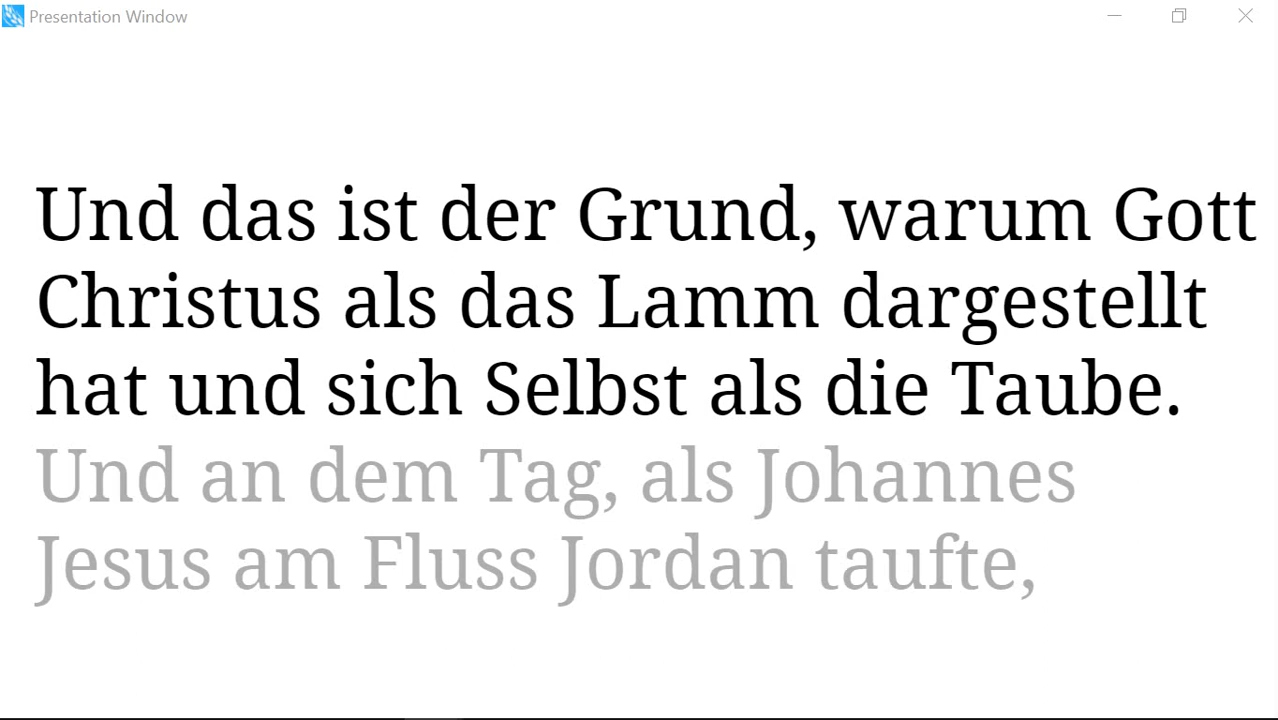 Presentation Window
Und das ist der Grund, warum Gott
Christus als das Lamm dargestellt
hat und sich Selbst als die Taube.
Und an dem Tag, als Johannes
Jesus am Fluss Jordan taufte,